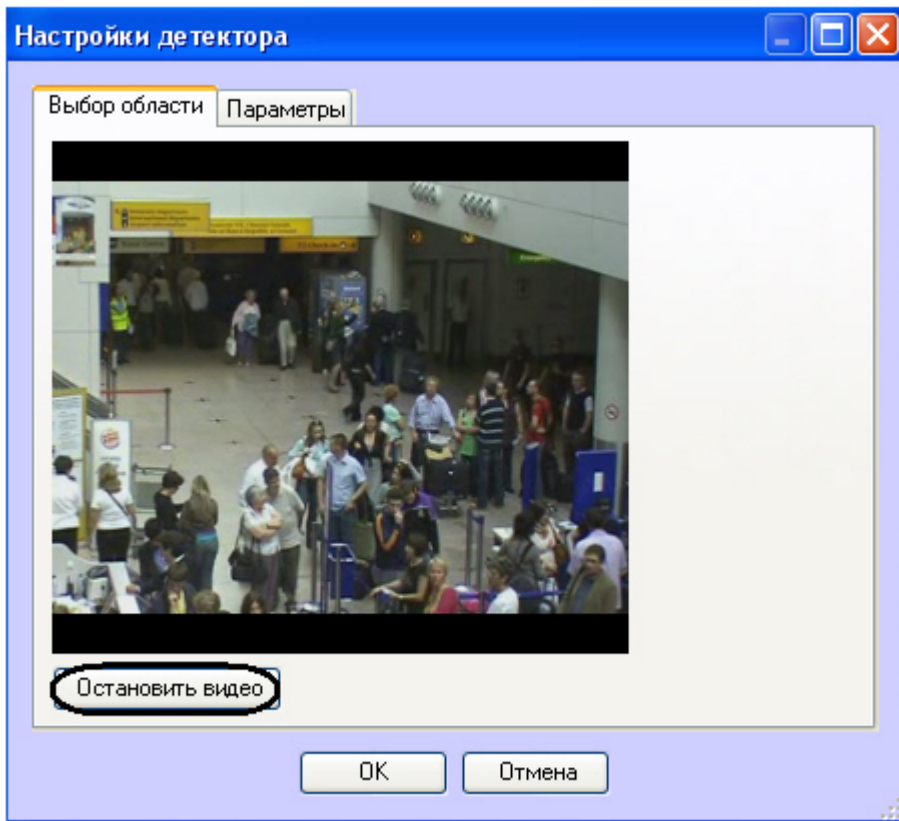 Настройки детектора
Выбор области
Параметры
Остановить видео
OK
Отмена